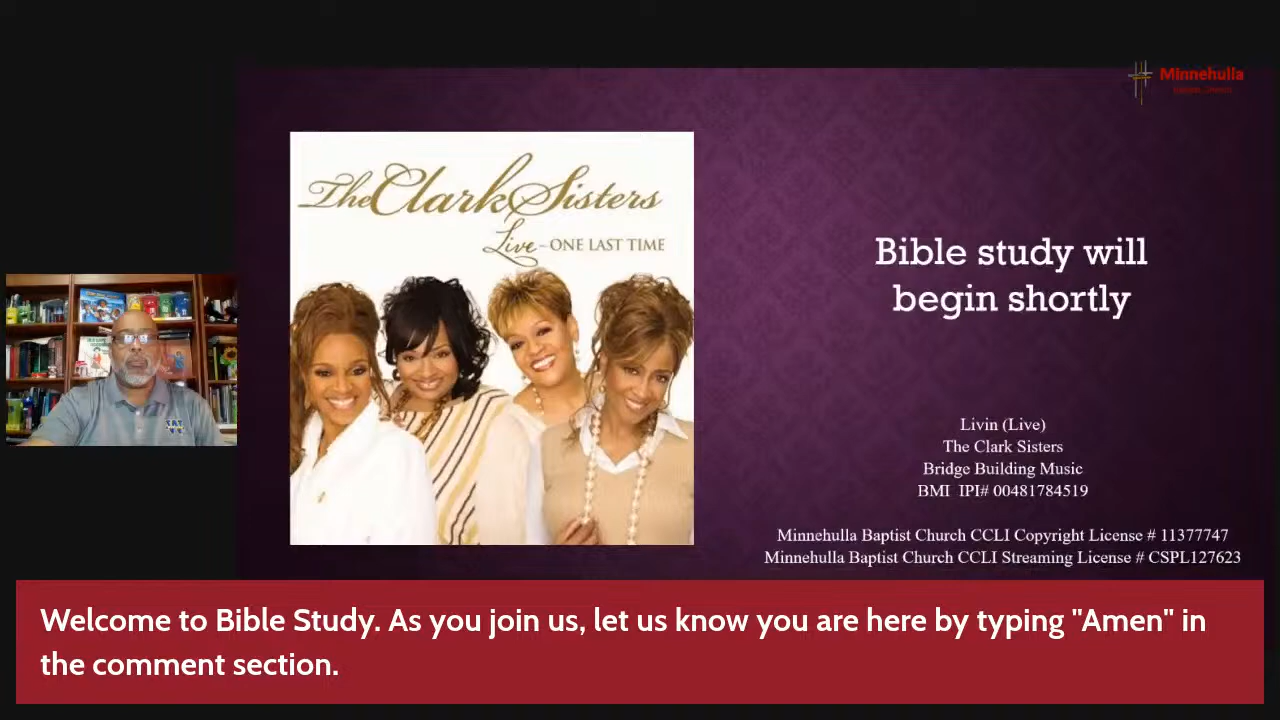 Minnehulla
Baptist Church
The Clark Sisters
Live - ONE LAST TIME
Bible study will
begin shortly
Livin (Live)
The Clark Sisters
Bridge Building Music
BMI IPI# 00481784519
Minnehulla Baptist Church CCLI Copyright License # 11377747
Minnehulla Baptist Church CCLI Streaming License # CSPL127623
Welcome to Bible Study. As you join us, let us know you are here by typing "Amen" in
the comment section.